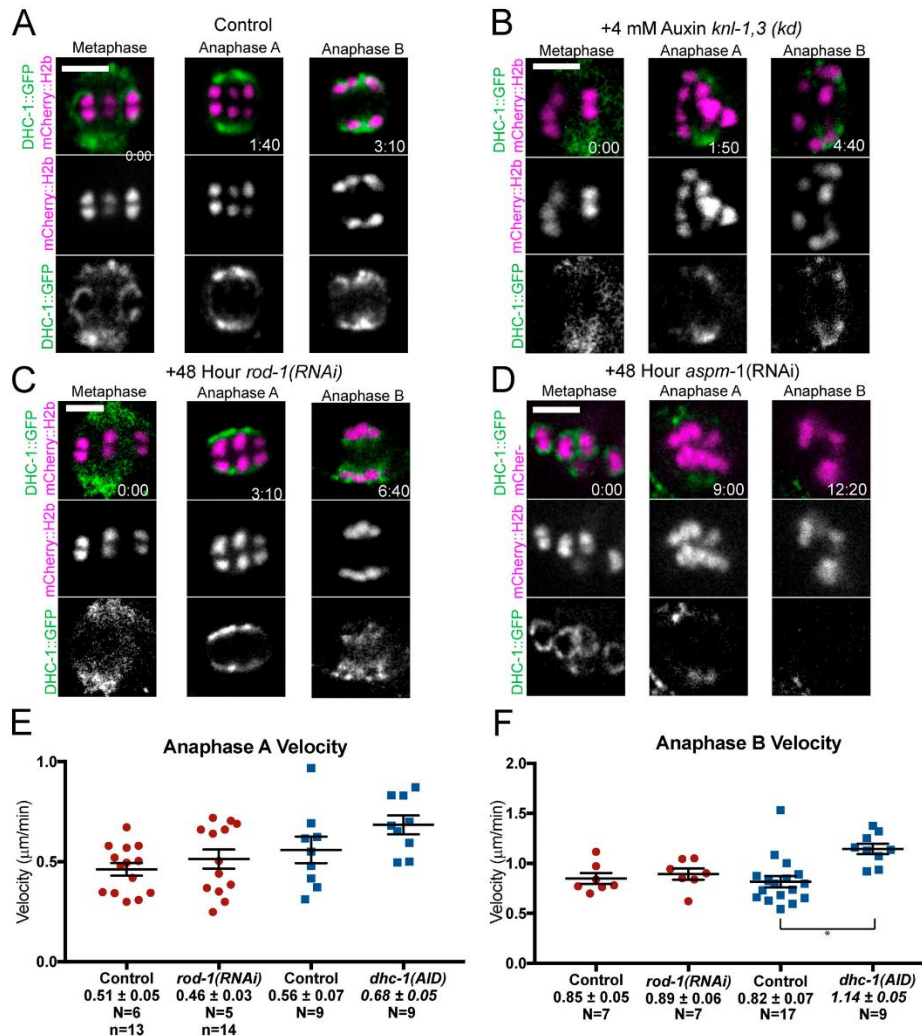 A
Control
Metaphase
Anaphase A
Anaphase B
DHC-1::GFP
mCherry::H2b
0:00
1:40
3:10
mCherry::H2b
DHC-1::GFP
B
+4 mM Auxin knl-1,3 (kd)
Metaphase
Anaphase A
Anaphase B
DHC-1::GFP
mCherry::H2b
0:00
1:50
4:40
mCherry::H2b
DHC-1::GFP
C
+48 Hour rod-1(RNAi)
Metaphase
Anaphase A
Anaphase B
DHC-1::GFP
mCherry::H2b
0:00
3:10
6:40
mCherry::H2b
DHC-1::GFP
D
+48 Hour aspm-1(RNAi)
Metaphase
Anaphase A
Anaphase B
DHC-1::GFP
mCher-
0:00
9:00
12:20
mCherry::H2b
DHC-1::GFP
E
Anaphase A Velocity
Velocity (μm/min)
1.0
0.5
0.0
Control rod-1(RNAi) Control dhc-1(AID)
0.51 ± 0.05 0.46 ± 0.03 0.56 ± 0.07 0.68 ± 0.05
N=6 N=5 N=9 N=9
n=13 n=14
F
Anaphase B Velocity
Velocity (μm/min)
2.0
1.5
1.0
0.5
0.0
*
Control rod-1(RNAi) Control dhc-1(AID)
0.85 ± 0.05 0.89 ± 0.06 0.82 ± 0.07 1.14 ± 0.05
N=7 N=7 N=17 N=9